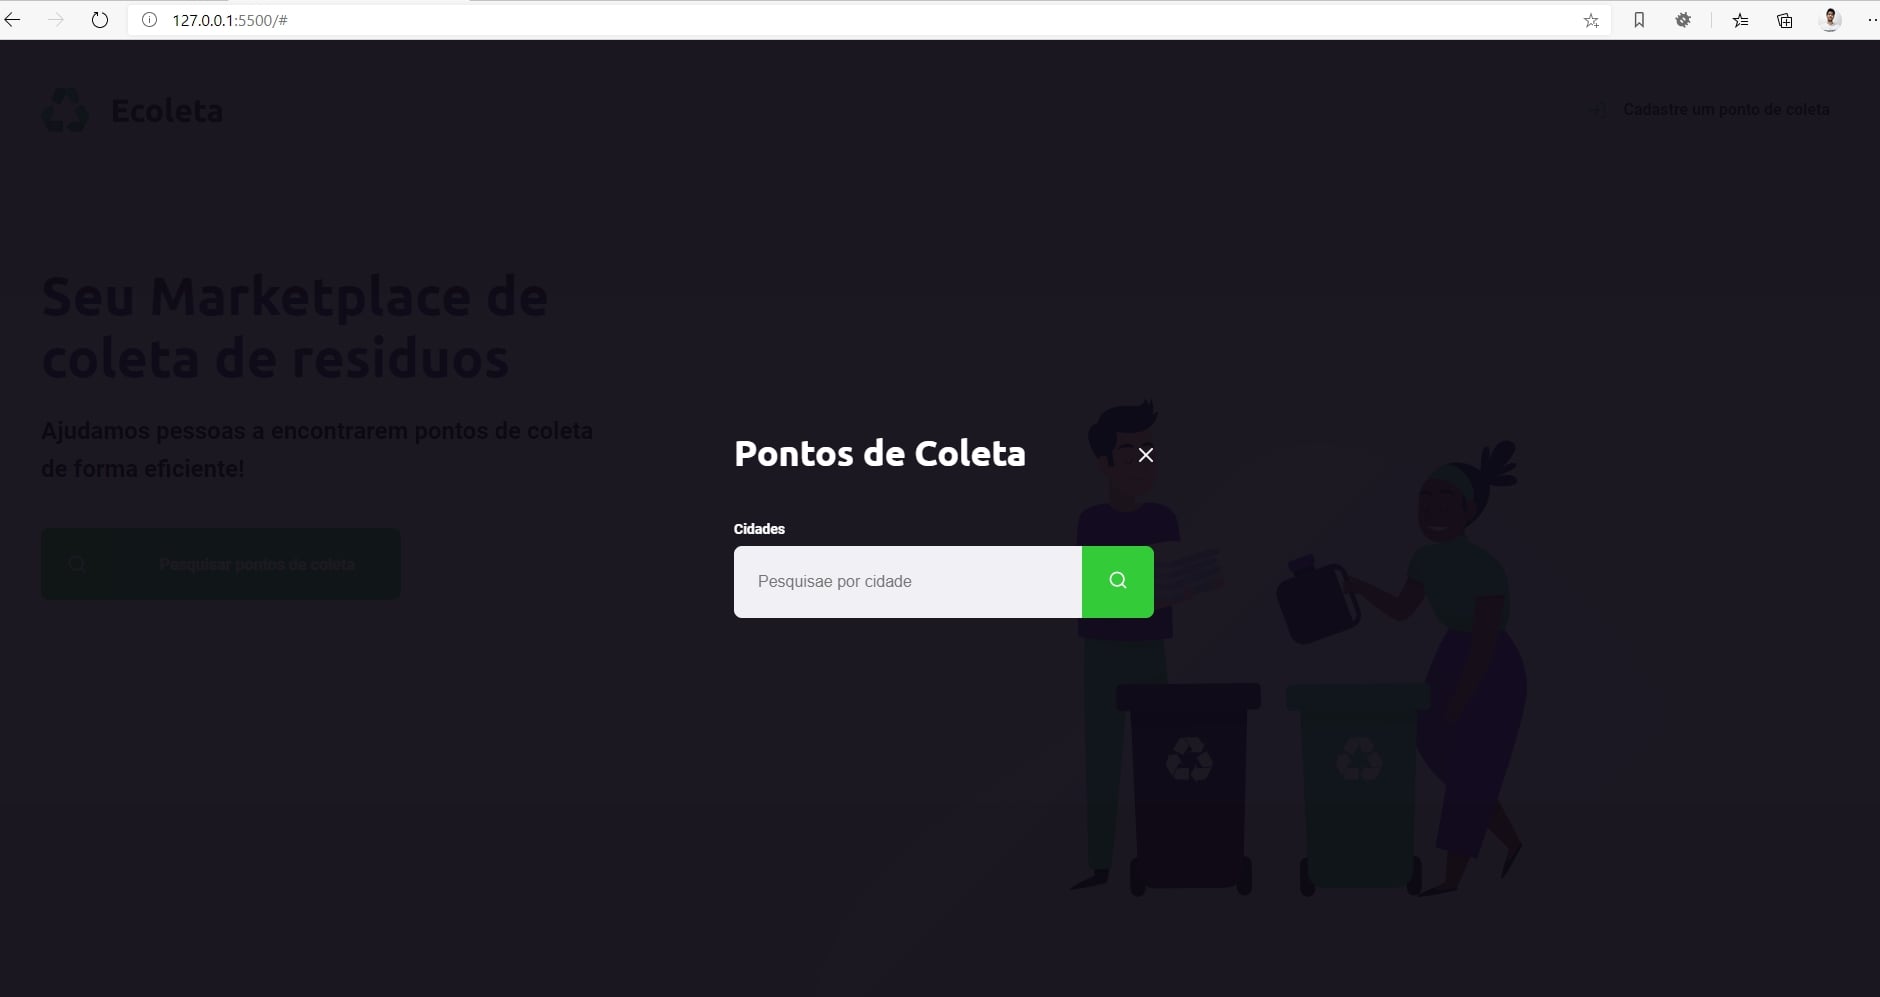 127.0.0.1:5500/#
Ecoleta
Cadastre um ponto de coleta
Seu Marketplace de
coleta de residuos
Ajudamos pessoas a encontrarem pontos de coleta
de forma eficiente!
Pesquisar pontos de coleta
Pontos de Coleta
Cidades
Pesquisae por cidade